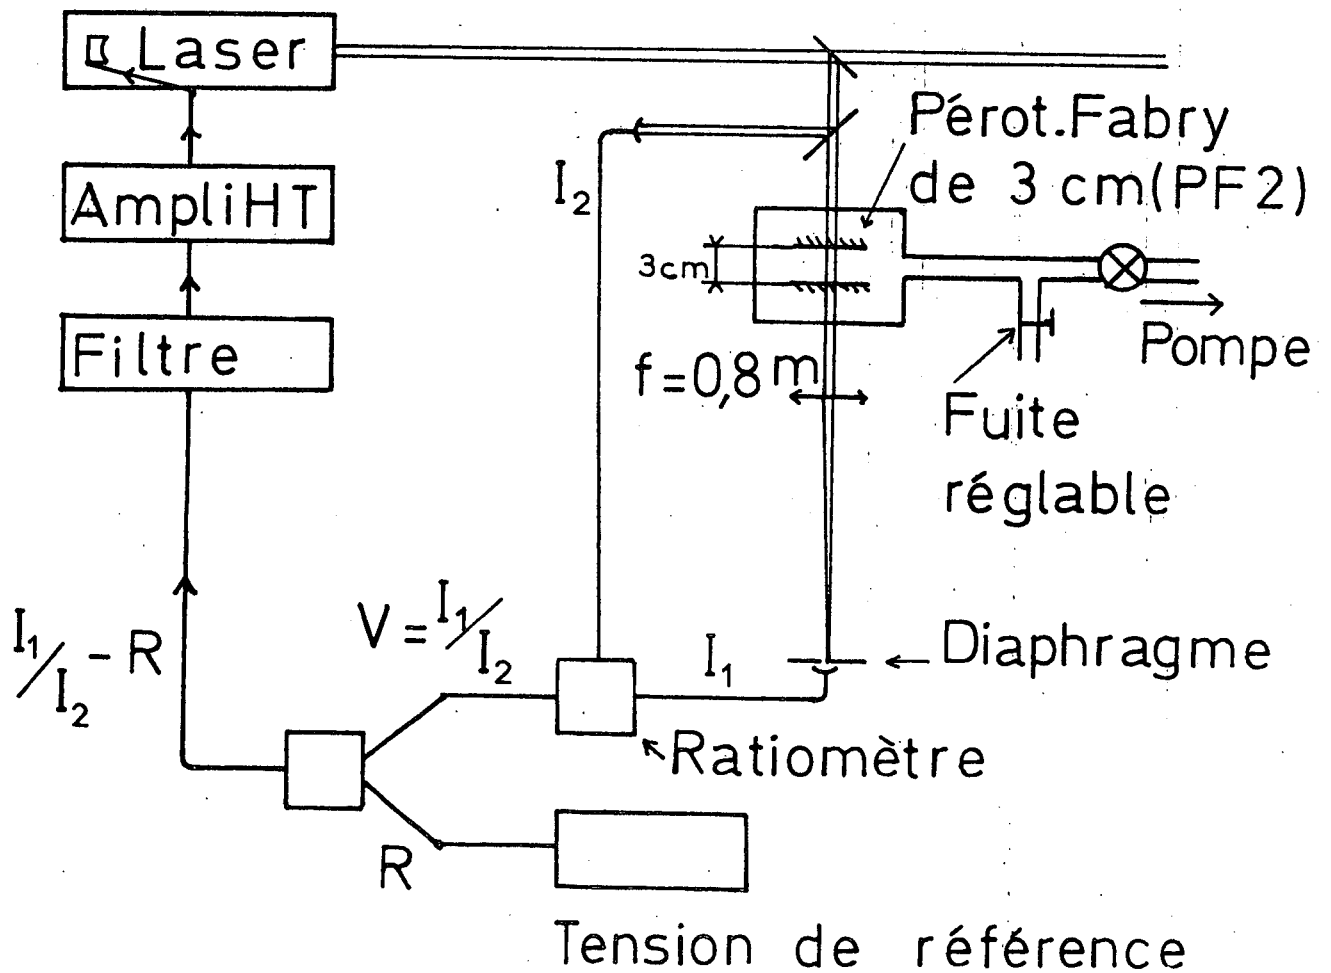 Laser
Pérot.Fabry
de 3 cm(PF2)
I₂
AmpliHT
3cm
Filtre
Pompe
f=0,8 m
Fuite
réglable
I₁/I₂ - R
V = I₁/I₂
I₁
Diaphragme
Ratiomètre
R
Tension de référence